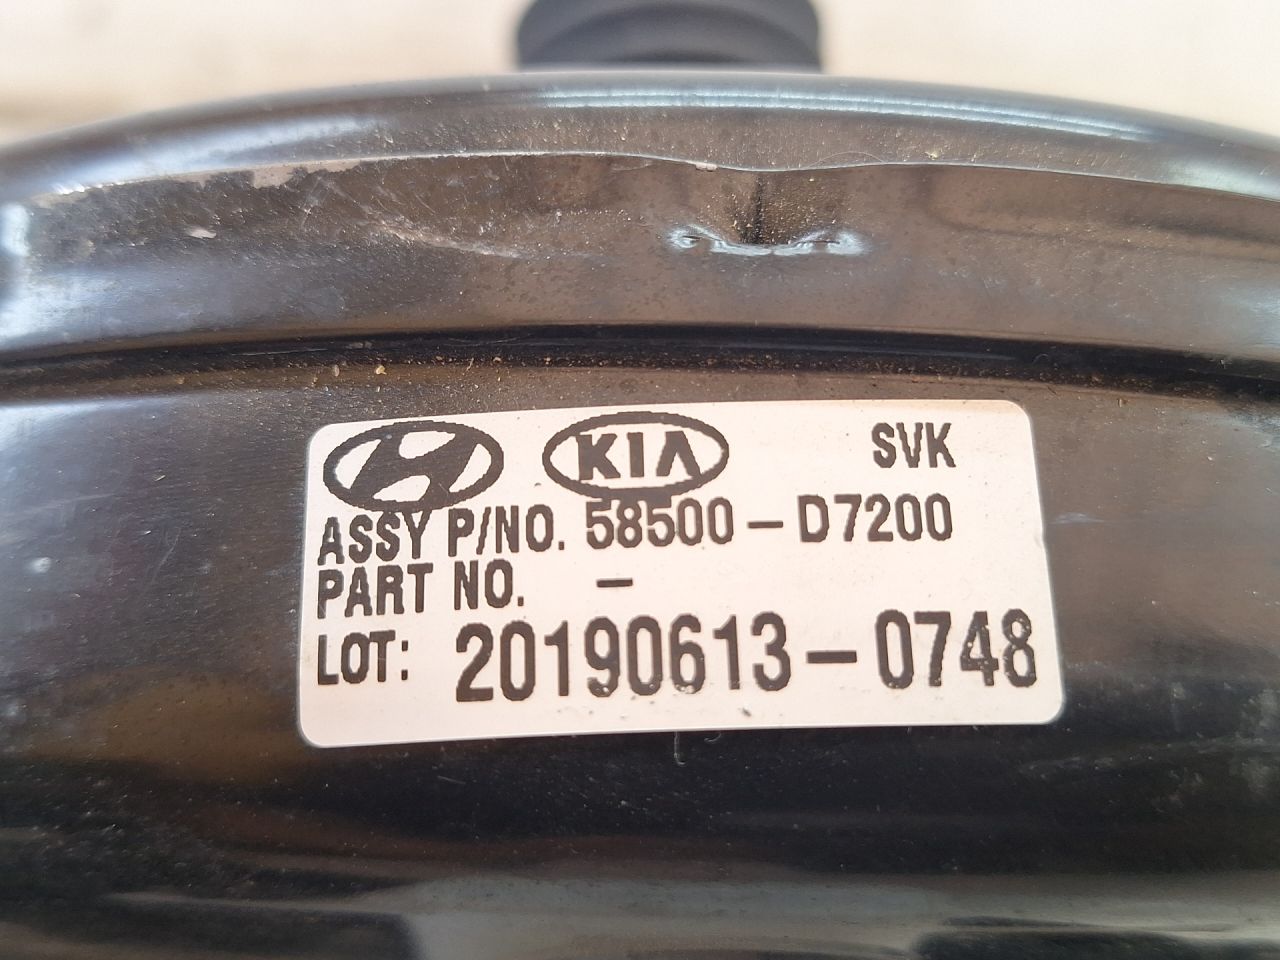 KIA SVK
ASSY P/NO. 58500-D7200
PART NO. -
LOT: 20190613-0748